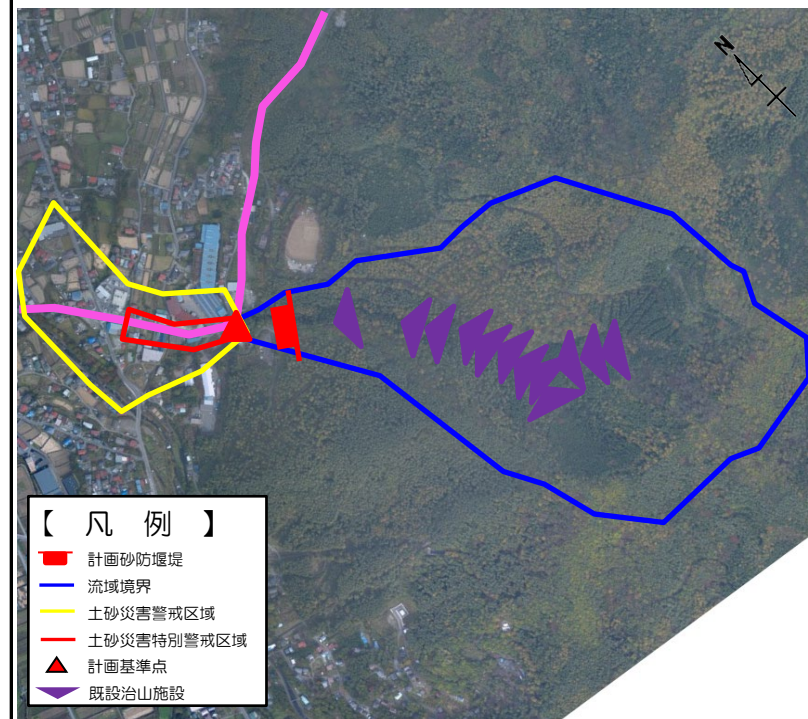 N
【 凡 例 】
計画砂防堰堤
流域境界
土砂災害警戒区域
土砂災害特別警戒区域
計画基準点
既設治山施設